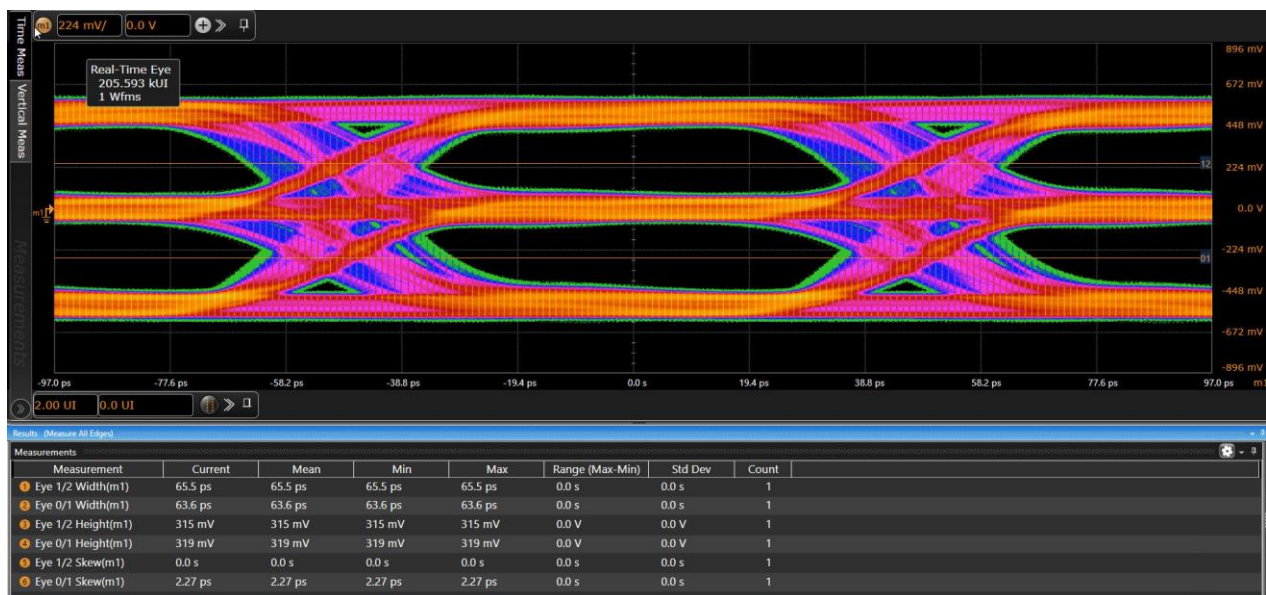 Time Meas
Vertical Meas
Measurements
m1 224 mV/ 0.0 V
Real-Time Eye
205.593 kUI
1 Wfms
896 mV
672 mV
448 mV
224 mV
0.0 V
-224 mV
-448 mV
-672 mV
-896 mV
12
01
m1
-97.0 ps -77.6 ps -58.2 ps -38.8 ps -19.4 ps 0.0 s 19.4 ps 38.8 ps 58.2 ps 77.6 ps 97.0 ps m1
2.00 UI 0.0 UI
Results (Measure All Edges)
Measurements
Measurement Current Mean Min Max Range (Max-Min) Std Dev Count
1 Eye 1/2 Width(m1) 65.5 ps 65.5 ps 65.5 ps 65.5 ps 0.0 s 0.0 s 1
2 Eye 0/1 Width(m1) 63.6 ps 63.6 ps 63.6 ps 63.6 ps 0.0 s 0.0 s 1
3 Eye 1/2 Height(m1) 315 mV 315 mV 315 mV 315 mV 0.0 V 0.0 V 1
4 Eye 0/1 Height(m1) 319 mV 319 mV 319 mV 319 mV 0.0 V 0.0 V 1
5 Eye 1/2 Skew(m1) 0.0 s 0.0 s 0.0 s 0.0 s 0.0 s 0.0 s 1
6 Eye 0/1 Skew(m1) 2.27 ps 2.27 ps 2.27 ps 2.27 ps 0.0 s 0.0 s 1